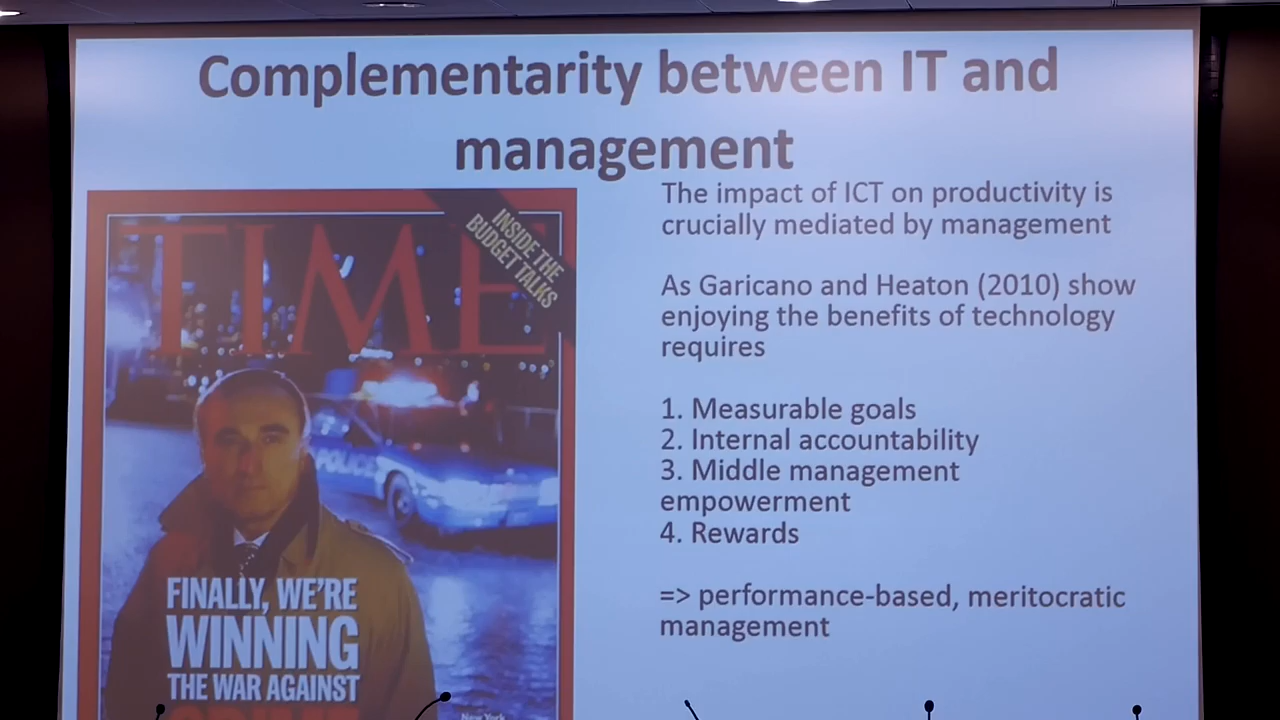 Complementarity between IT and
management
TIME
INSIDE THE
BUDGET TALKS
POLICE
FINALLY, WE'RE
WINNING
THE WAR AGAINST
New York
The impact of ICT on productivity is
crucially mediated by management
As Garicano and Heaton (2010) show
enjoying the benefits of technology
requires
1. Measurable goals
2. Internal accountability
3. Middle management
empowerment
4. Rewards
=> performance-based, meritocratic
management